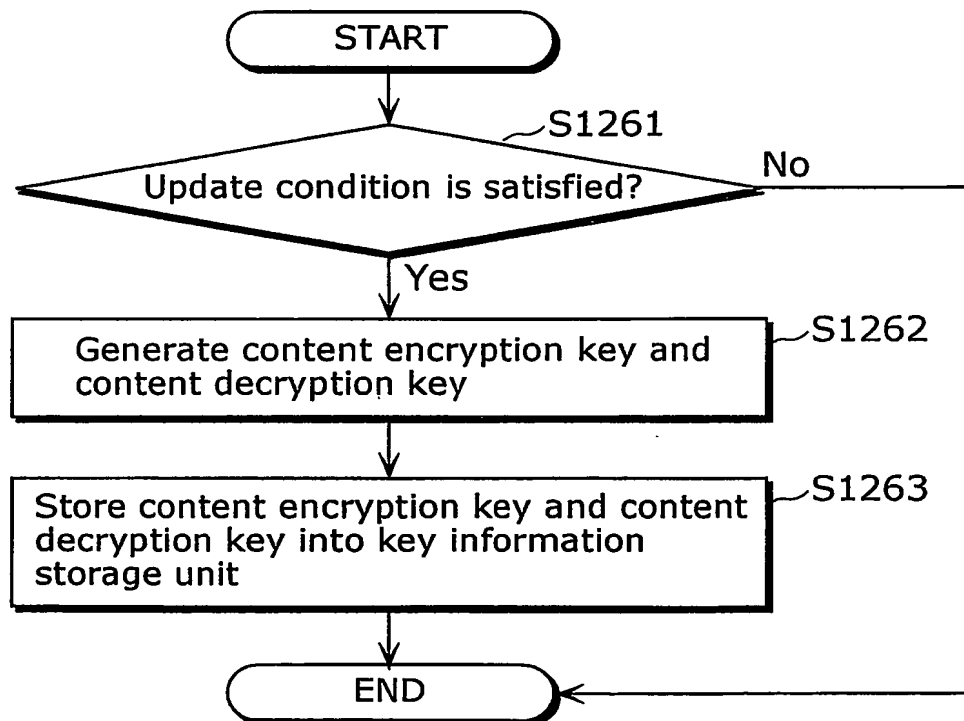 START
S1261
Update condition is satisfied?
No
Yes
S1262
Generate content encryption key and
content decryption key
S1263
Store content encryption key and content
decryption key into key information
storage unit
END